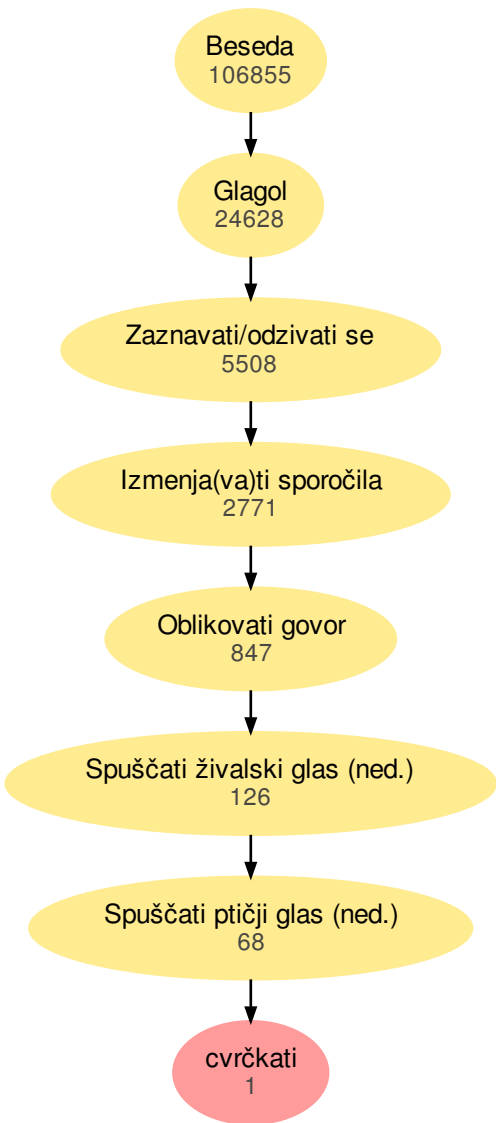 Beseda
106855
Glagol
24628
Zaznavati/odzivati se
5508
Izmenja(va)ti sporočila
2771
Oblikovati govor
847
Spuščati živalski glas (ned.)
126
Spuščati ptičji glas (ned.)
68
cvrčkati
1